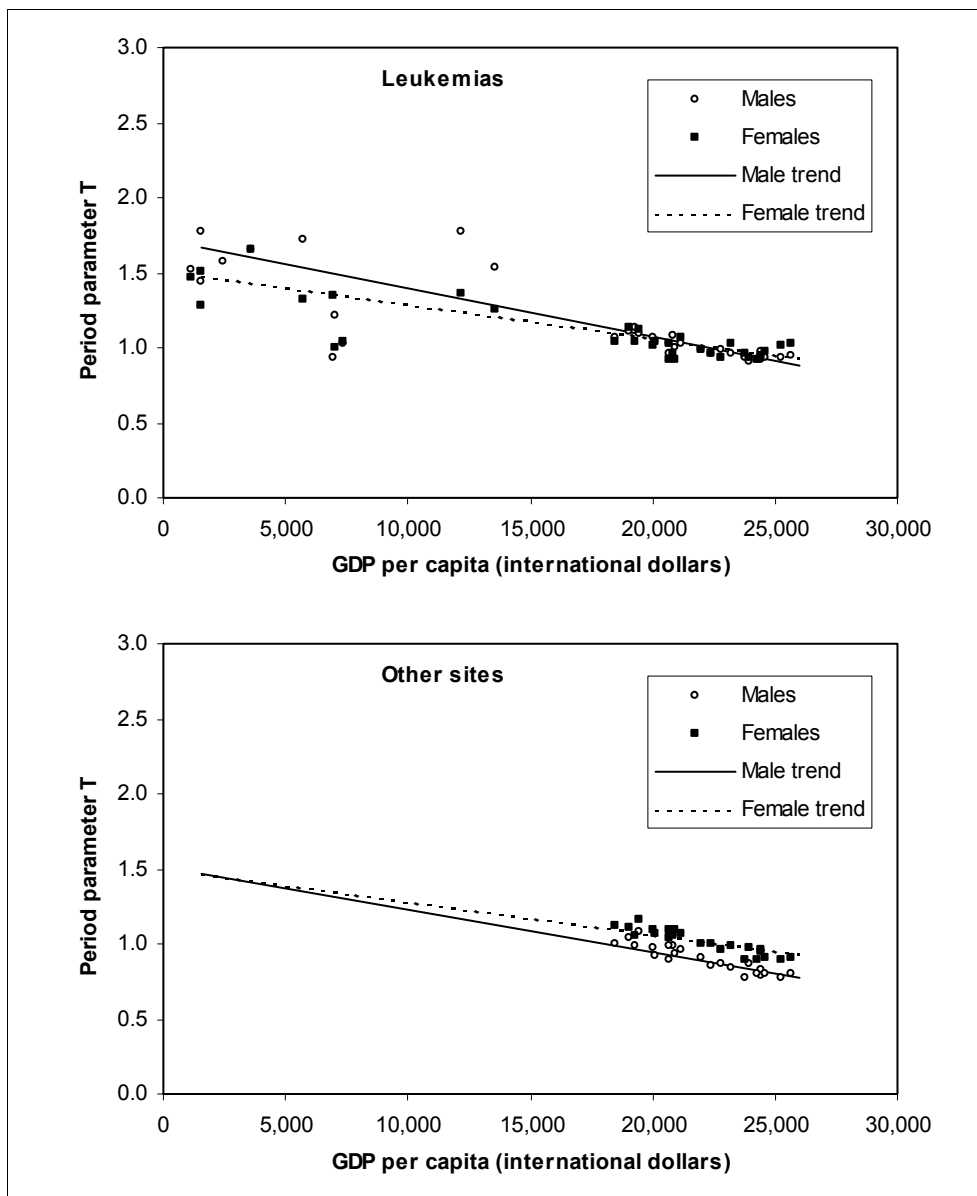 Leukemias
Males
Females
Male trend
Female trend
Period parameter T
3.0
2.5
2.0
1.5
1.0
0.5
0.0
0 5,000 10,000 15,000 20,000 25,000 30,000
GDP per capita (international dollars)
Other sites
Males
Females
Male trend
Female trend
Period parameter T
3.0
2.5
2.0
1.5
1.0
0.5
0.0
0 5,000 10,000 15,000 20,000 25,000 30,000
GDP per capita (international dollars)